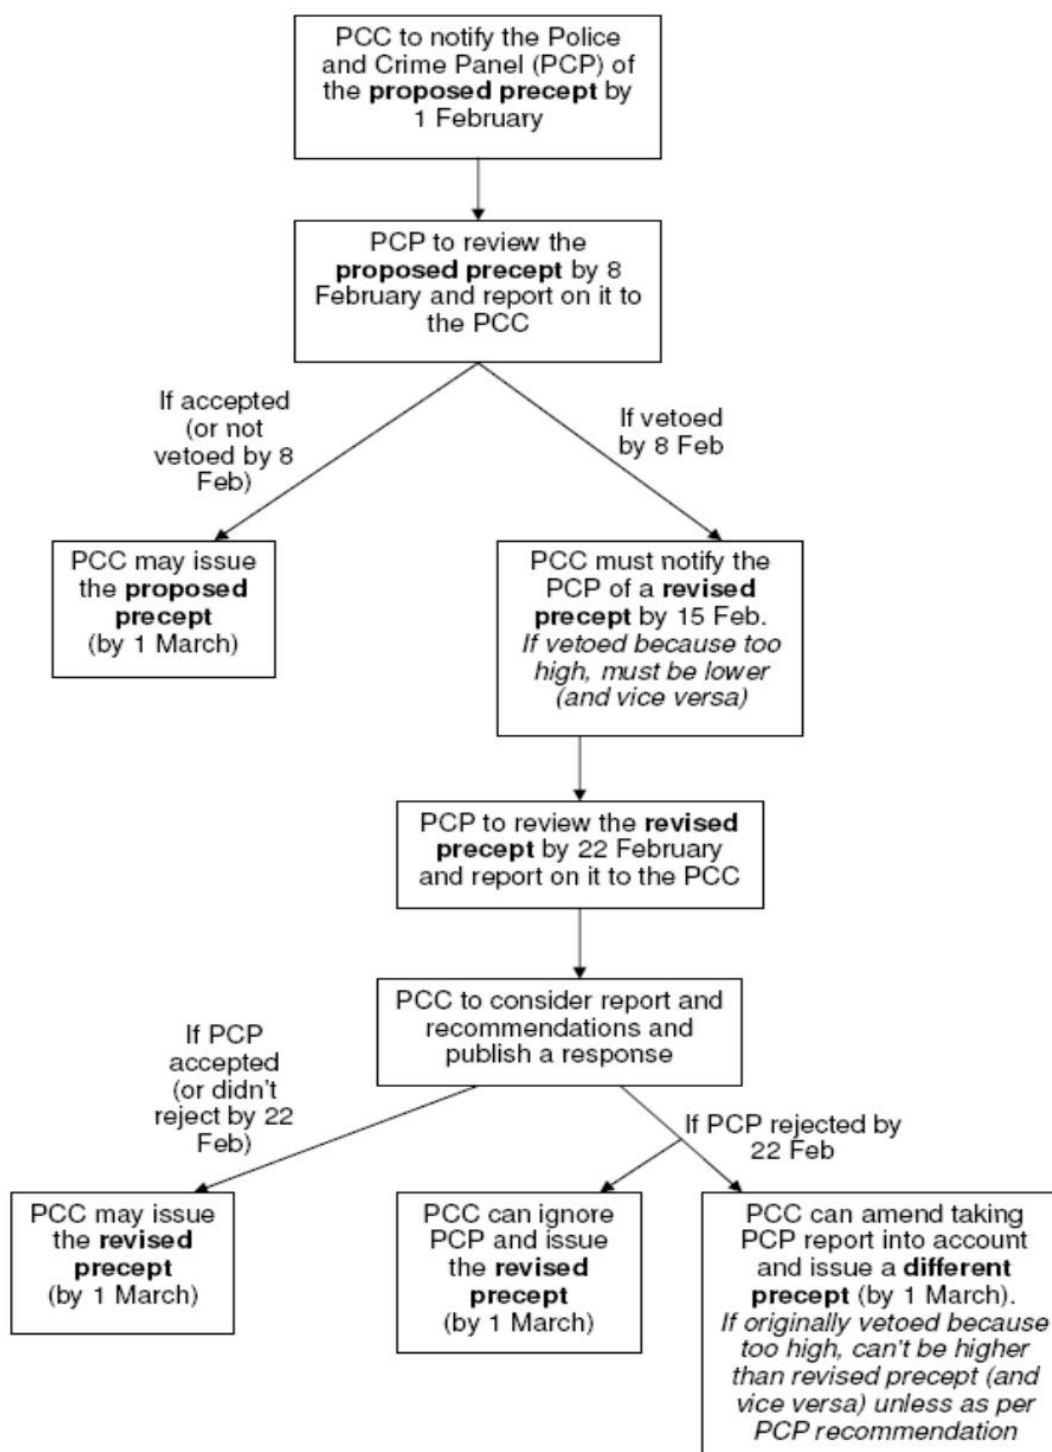 PCC to notify the Police
and Crime Panel (PCP) of
the proposed precept by
1 February
PCP to review the
proposed precept by 8
February and report on it to
the PCC
If accepted
(or not
vetoed by 8
Feb)
If vetoed
by 8 Feb
PCC may issue
the proposed
precept
(by 1 March)
PCC must notify the
PCP of a revised
precept by 15 Feb.
If vetoed because too
high, must be lower
(and vice versa)
PCP to review the revised
precept by 22 February
and report on it to the PCC
PCC to consider report and
recommendations and
publish a response
If PCP
accepted
(or didn't
reject by 22
Feb)
If PCP rejected by
22 Feb
PCC may issue
the revised
precept
(by 1 March)
PCC can ignore
PCP and issue
the revised
precept
(by 1 March)
PCC can amend taking
PCP report into account
and issue a different
precept (by 1 March).
If originally vetoed because
too high, can't be higher
than revised precept (and
vice versa) unless as per
PCP recommendation